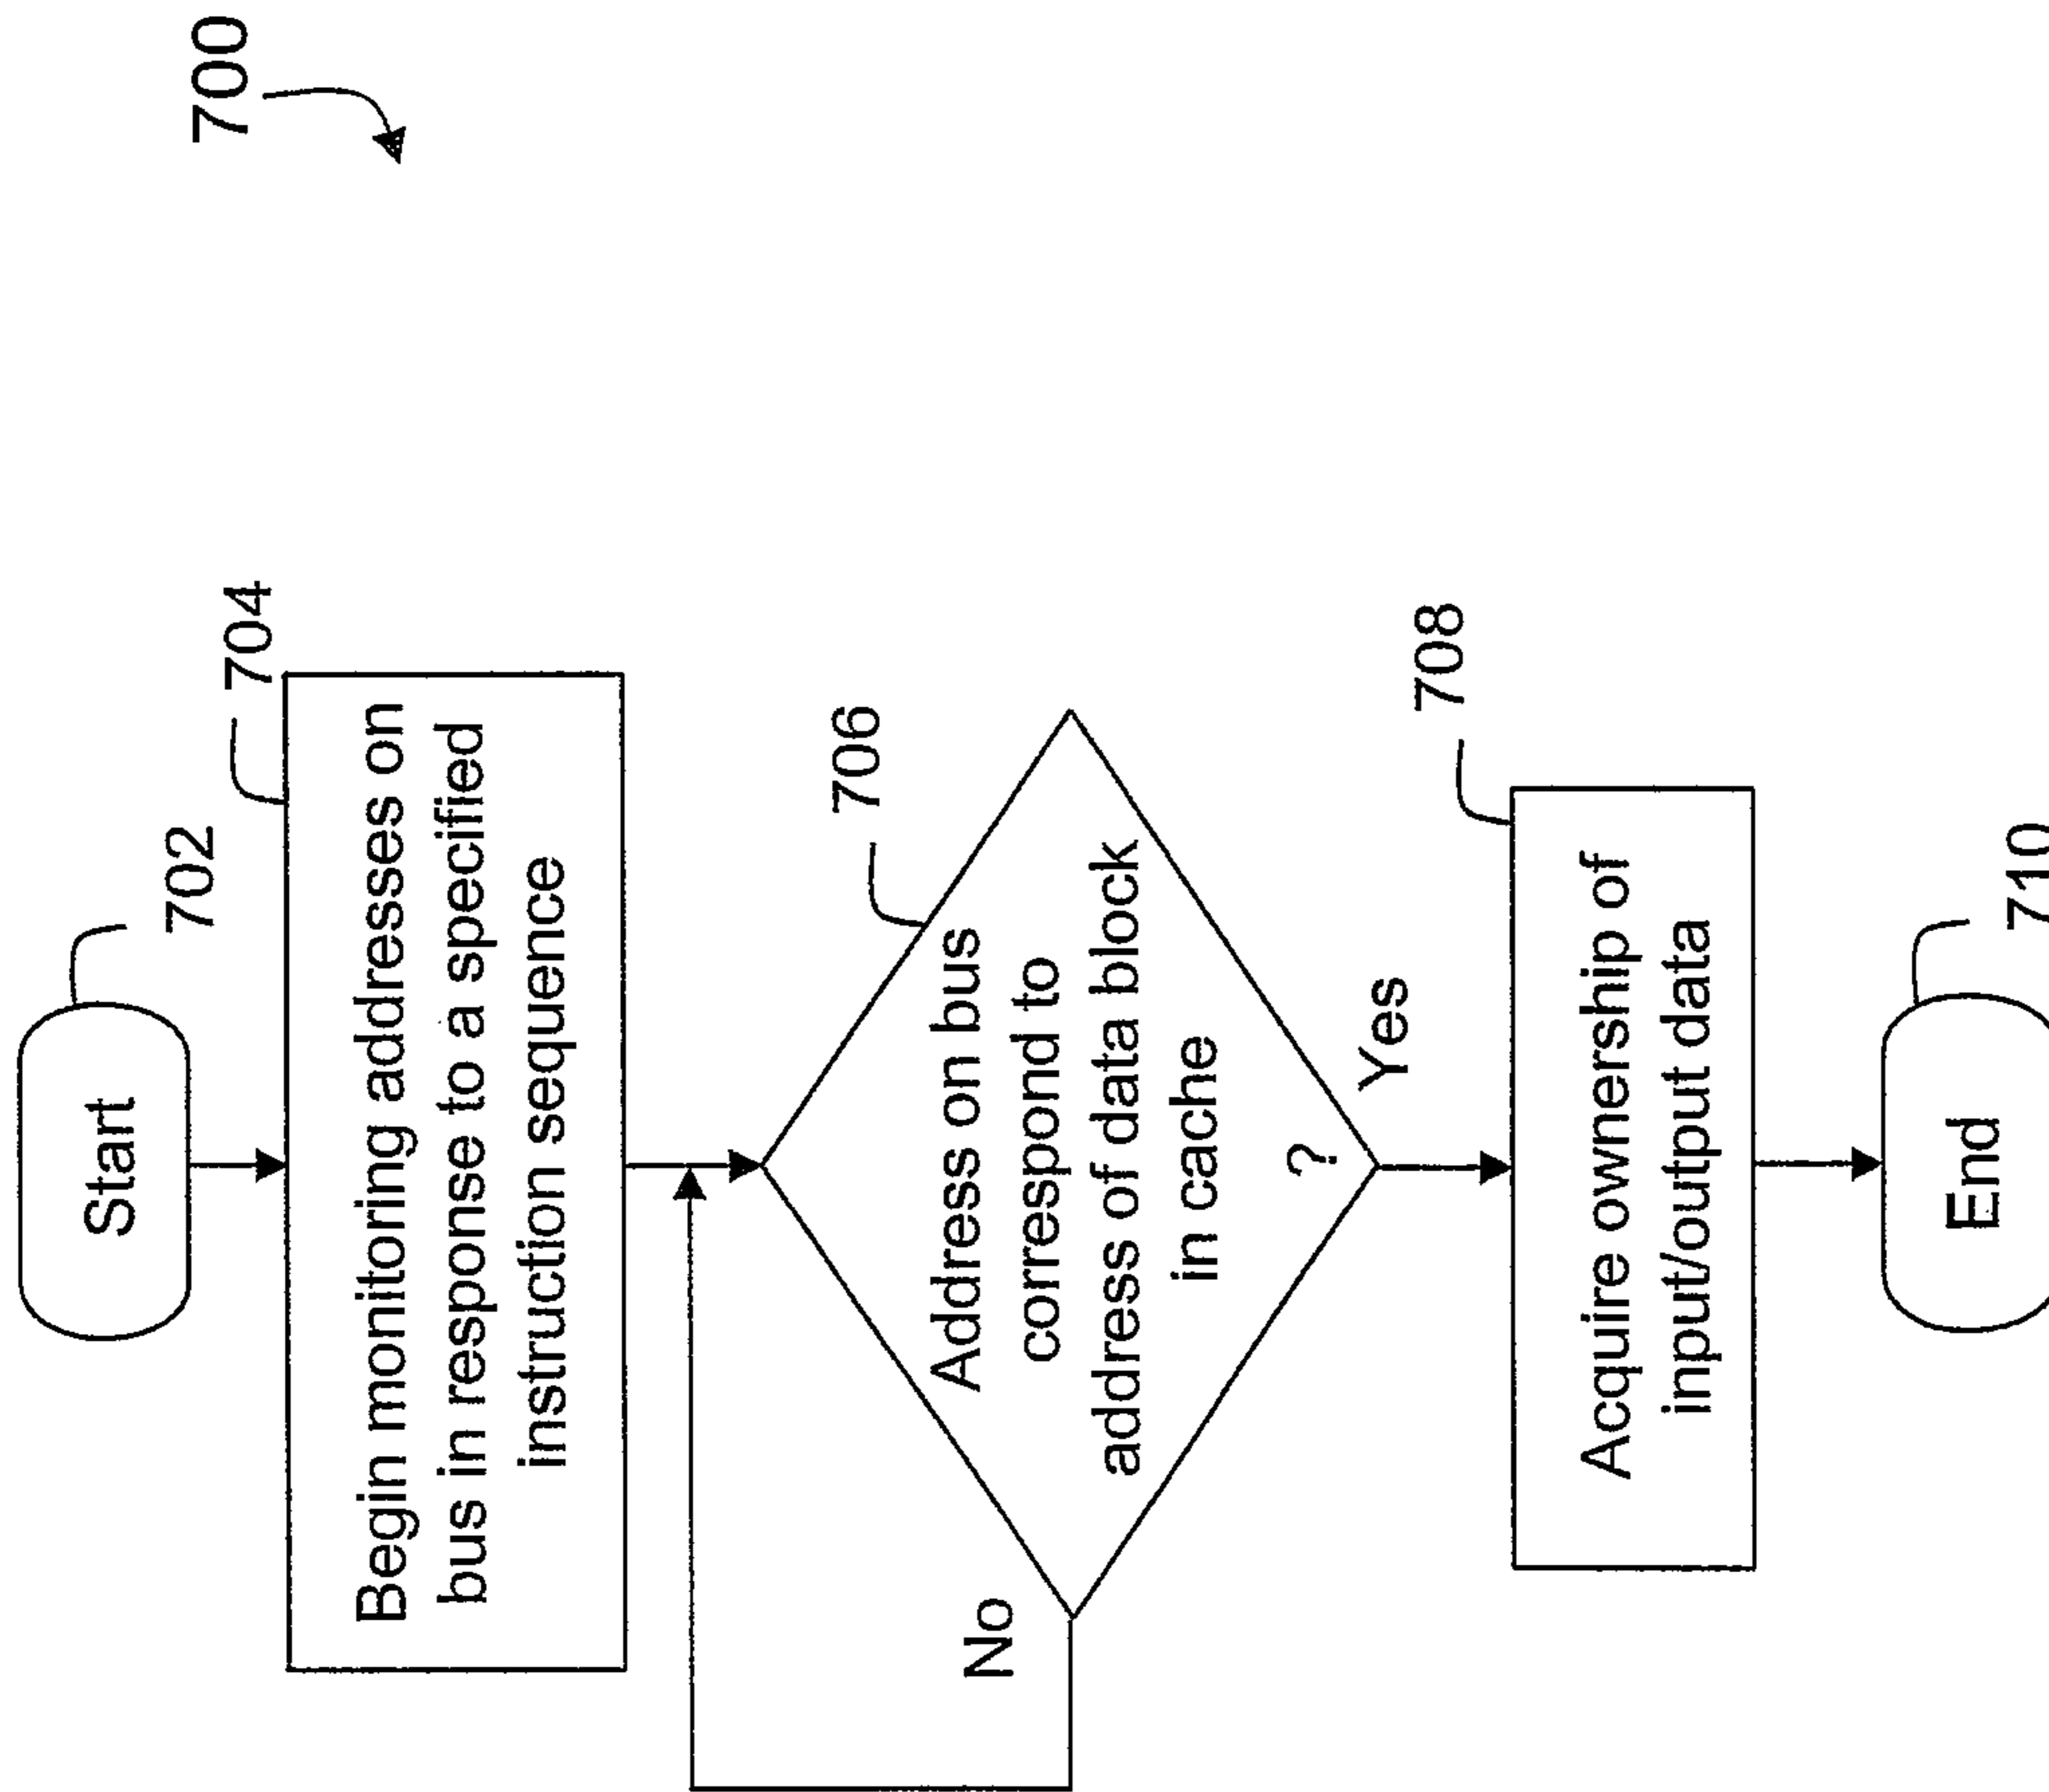 700
Start
702
704
Begin monitoring addresses on
bus in response to a specified
instruction sequence
706
Address on bus
correspond to
address of data block
in cache
?
No
Yes
708
Acquire ownership of
input/output data
710
End